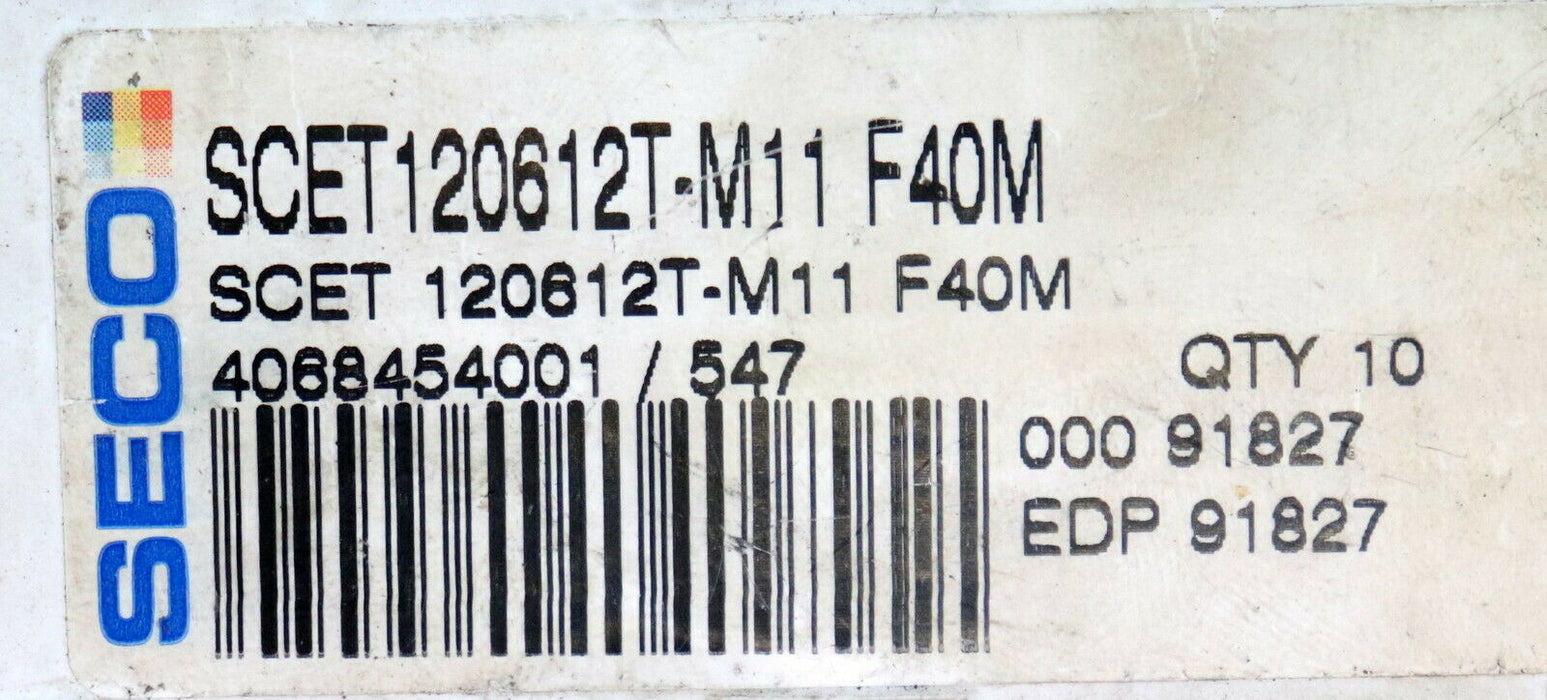 SECO
SCET120612T-M11 F40M
SCET 120612T-M11 F40M
4068454001 / 547
QTY 10
000 91827
EDP 91827